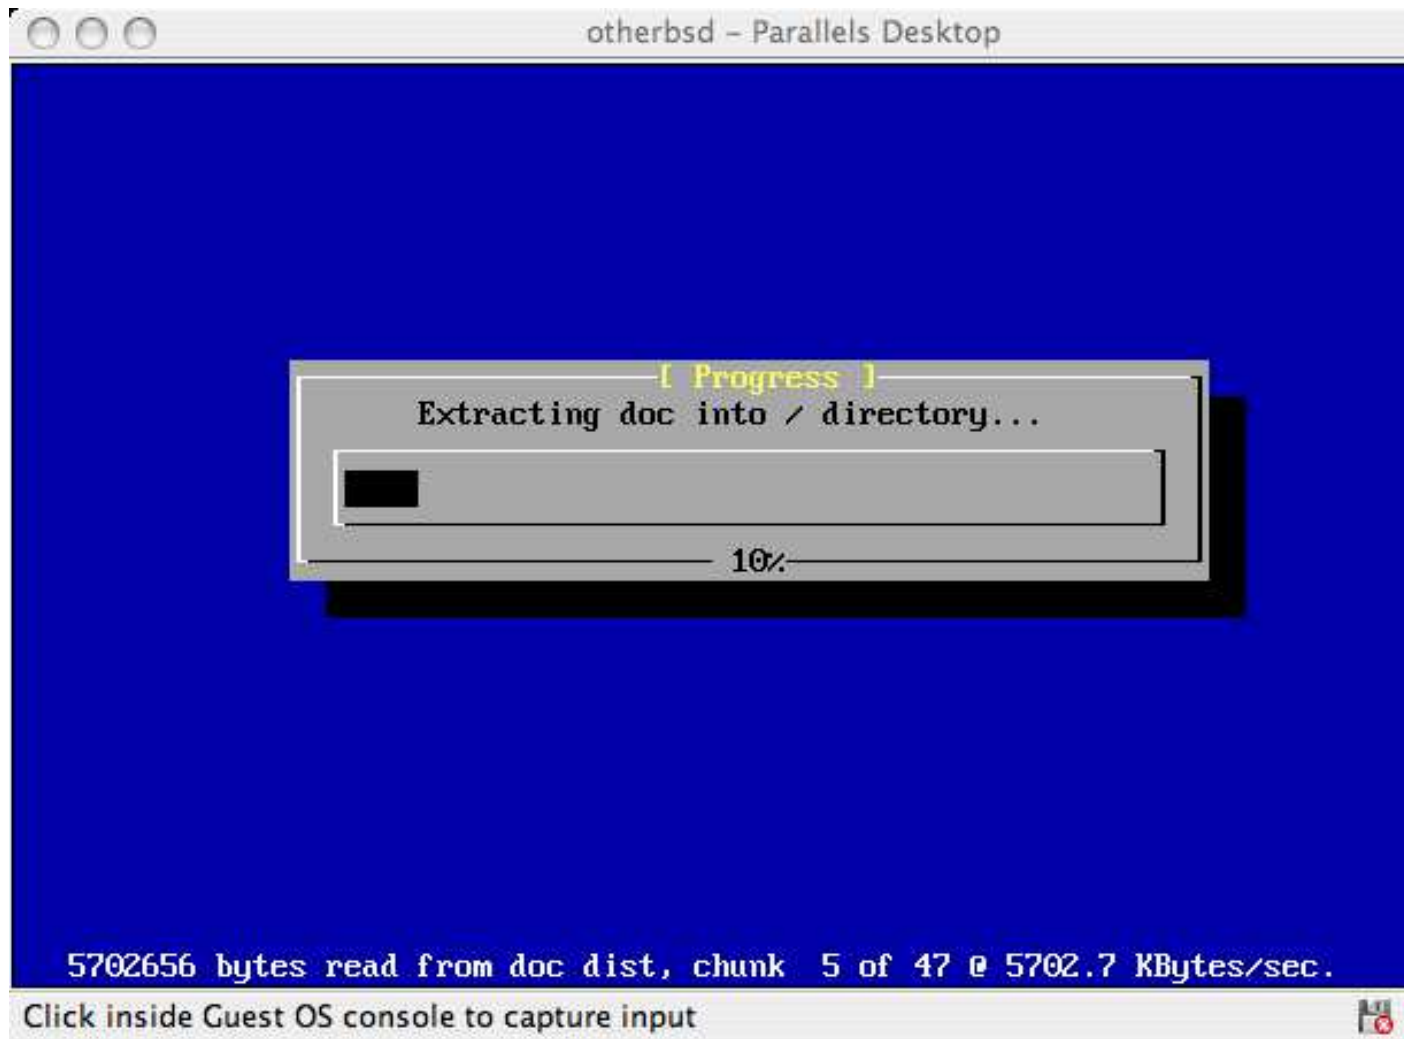 otherbsd – Parallels Desktop
[ Progress ]
Extracting doc into / directory...
10%
5702656 bytes read from doc dist, chunk  5 of 47 @ 5702.7 KBytes/sec.
Click inside Guest OS console to capture input